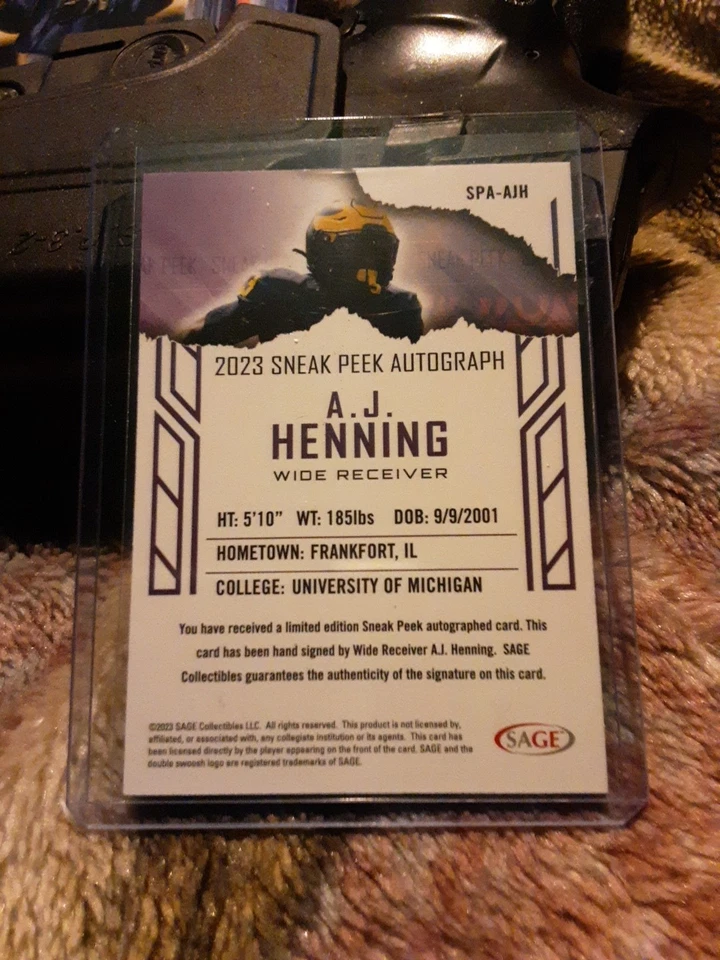 SPA-AJH
SNEAK PEEK
2023 SNEAK PEEK AUTOGRAPH
A.J.
HENNING
WIDE RECEIVER
HT: 5'10" WT: 185lbs DOB: 9/9/2001
HOMETOWN: FRANKFORT, IL
COLLEGE: UNIVERSITY OF MICHIGAN
You have received a limited edition Sneak Peek autographed card. This
card has been hand signed by Wide Receiver A.J. Henning. SAGE
Collectibles guarantees the authenticity of the signature on this card.
©2023 SAGE Collectibles LLC. All rights reserved. This product is not licensed by,
affiliated, or associated with, any collegiate institution or its agents. This card has
been licensed directly by the player appearing on the front of the card. SAGE and the
double swoosh logo are registered trademarks of SAGE.
SAGE